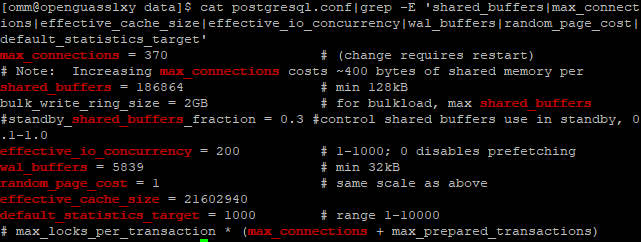 [omm@openguasslxy data]$ cat postgresql.conf|grep -E 'shared_buffers|max_connect
ions|effective_cache_size|effective_io_concurrency|wal_buffers|random_page_cost|
default_statistics_target'
max_connections = 370 # (change requires restart)
# Note: Increasing max_connections costs ~400 bytes of shared memory per
shared_buffers = 186864 # min 128kB
bulk_write_ring_size = 2GB # for bulkload, max shared_buffers
#standby_shared_buffers_fraction = 0.3 #control shared buffers use in standby, 0
.1-1.0
effective_io_concurrency = 200 # 1-1000; 0 disables prefetching
wal_buffers = 5839 # min 32kB
random_page_cost = 1 # same scale as above
effective_cache_size = 21602940
default_statistics_target = 1000 # range 1-10000
# max_locks_per_transaction * (max_connections + max_prepared_transactions)